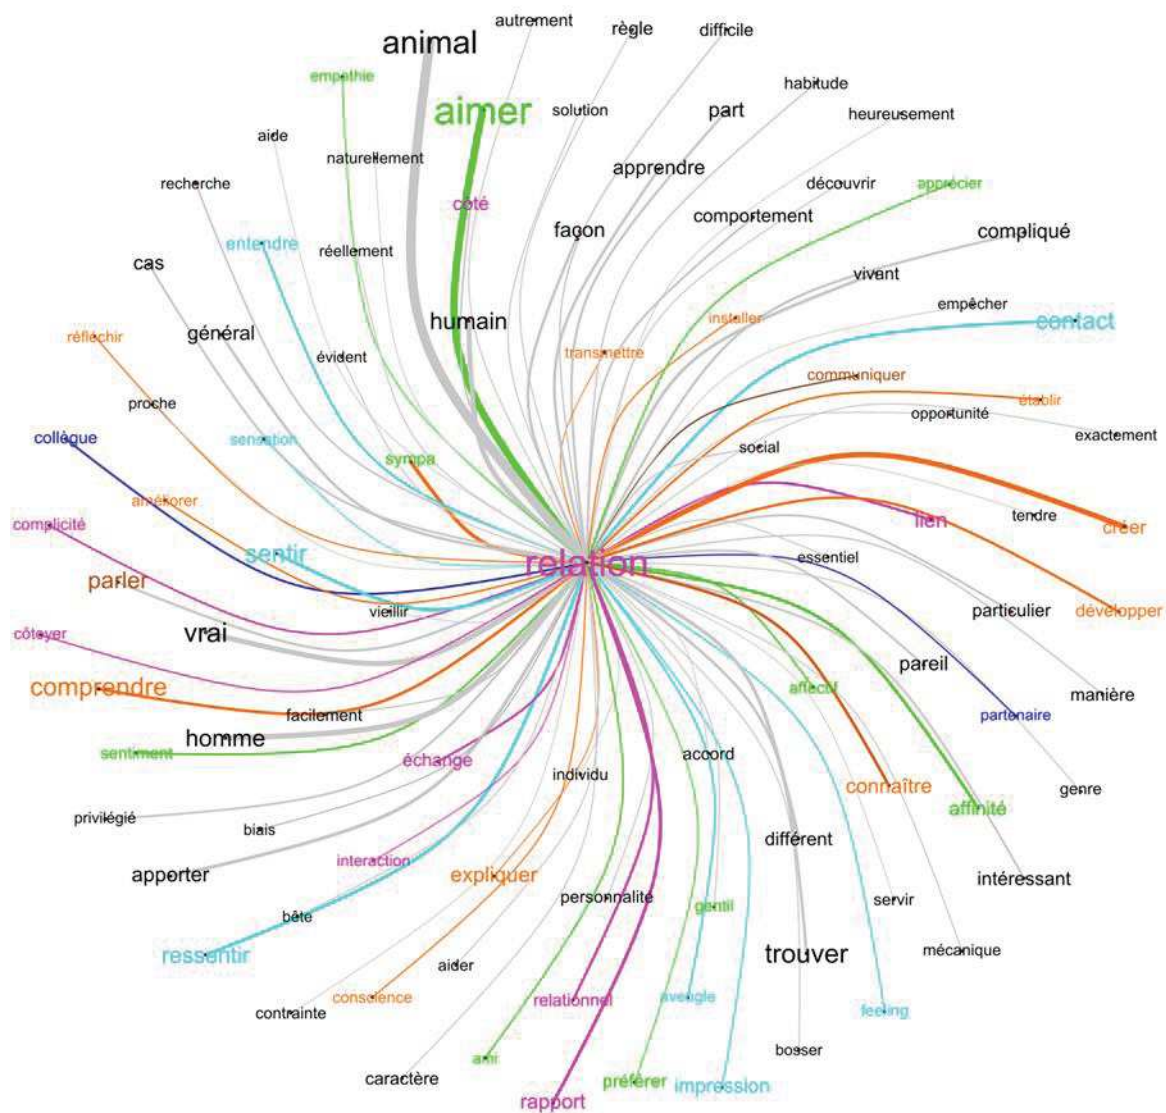 autrement
règle
difficile
animal
empathie
habitude
aimer
solution
part
heureusement
aide
naturellement
apprendre
recherche
découvrir
apprécier
côté
comportement
entendre
réellement
façon
compliqué
cas
vivant
empêcher
humain
installer
contact
général
réfléchir
évident
transmettre
communiquer
proche
établir
opportunité
collègue
sensation
sympa
social
exactement
améliorer
complicité
lien
tendre
créer
sentir
essentiel
relation
parler
vieillir
particulier
développer
côtoyer
vrai
pareil
comprendre
affectif
manière
facilement
partenaire
homme
sentiment
échange
accord
individu
connaître
genre
affinité
privilégié
biais
différent
interaction
apporter
expliquer
intéressant
personnalité
gentil
servir
bête
ressentir
trouver
mécanique
aider
conscience
relationnel
aveugle
contrainte
feeling
bosser
ami
caractère
préférer
impression
rapport